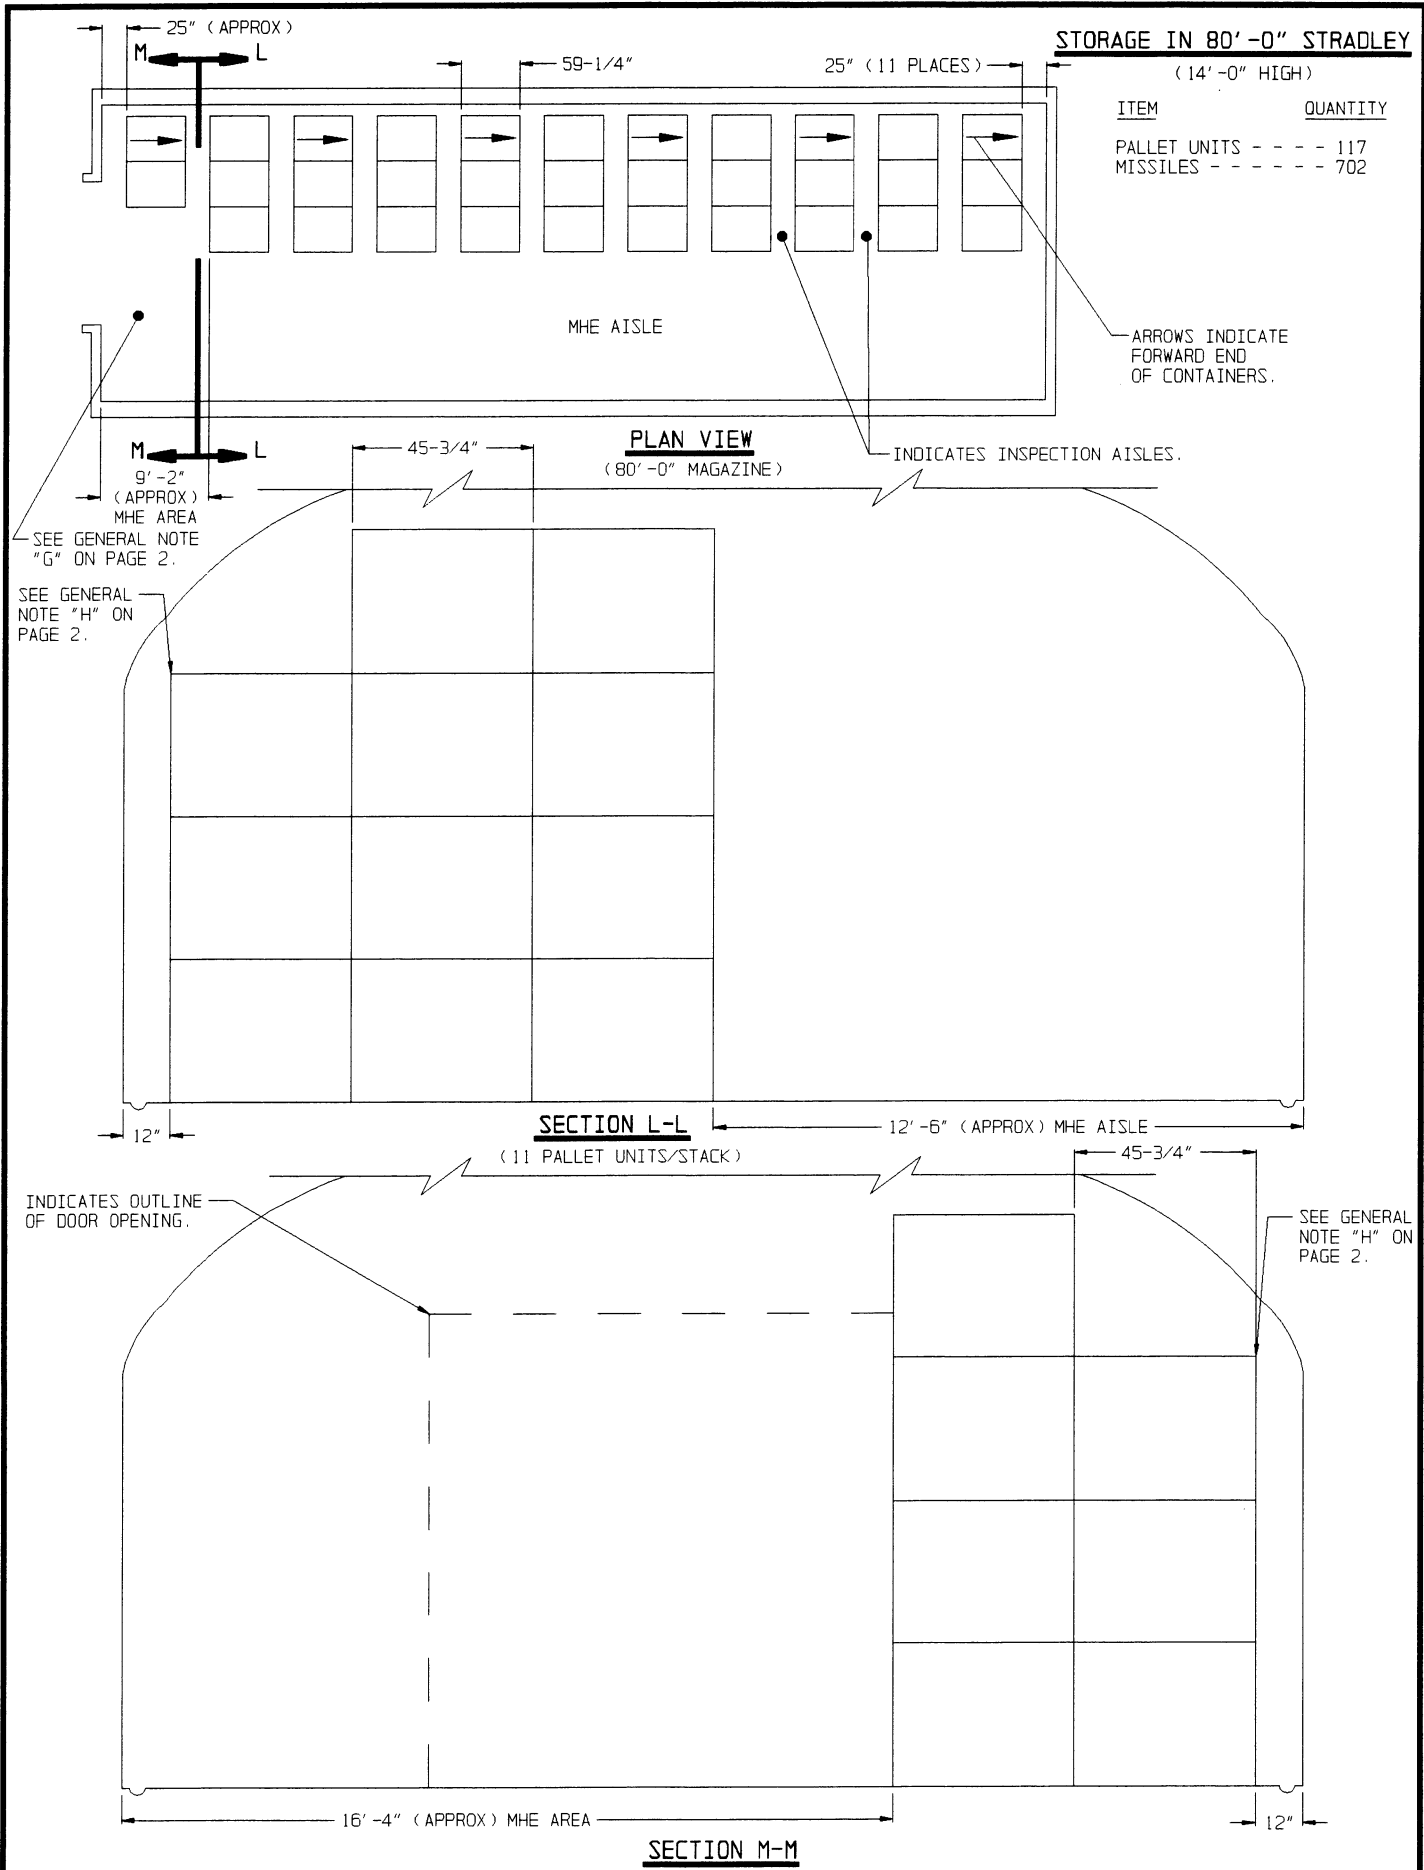 STORAGE IN 80'-0" STRADLEY
(14'-0" HIGH)
ITEM QUANTITY
PALLET UNITS - - - - 117
MISSILES - - - - - - 702
25" (APPROX)
M L
59-1/4"
25" (11 PLACES)
MHE AISLE
ARROWS INDICATE
FORWARD END
OF CONTAINERS.
M L
9'-2"
(APPROX)
MHE AREA
PLAN VIEW
(80'-0" MAGAZINE)
INDICATES INSPECTION AISLES.
45-3/4"
SEE GENERAL NOTE
"G" ON PAGE 2.
SEE GENERAL
NOTE "H" ON
PAGE 2.
12"
SECTION L-L
(11 PALLET UNITS/STACK)
12'-6" (APPROX) MHE AISLE
45-3/4"
INDICATES OUTLINE
OF DOOR OPENING.
SEE GENERAL
NOTE "H" ON
PAGE 2.
16'-4" (APPROX) MHE AREA
12"
SECTION M-M